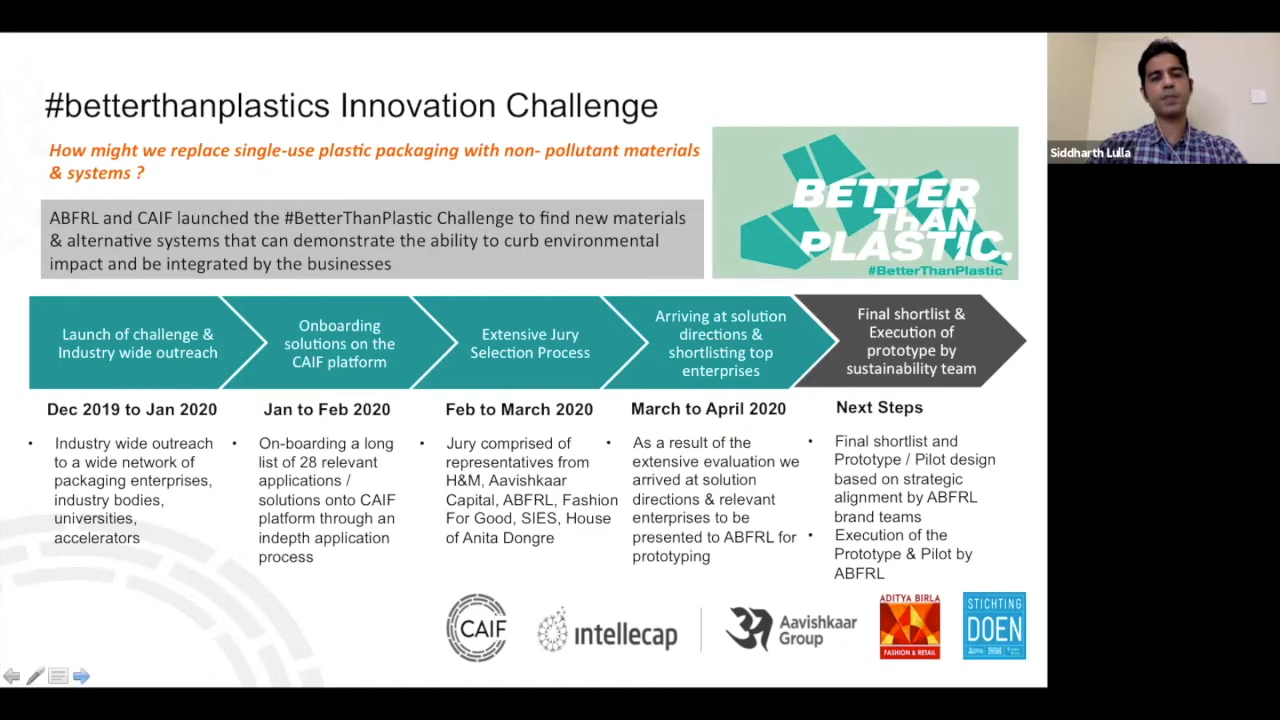 #betterthanplastics Innovation Challenge
How might we replace single-use plastic packaging with non- pollutant materials
& systems ?
ABFRL and CAIF launched the #BetterThanPlastic Challenge to find new materials
& alternative systems that can demonstrate the ability to curb environmental
impact and be integrated by the businesses
BETTER
THAN
PLASTIC.
#BetterThanPlastic
Siddharth Lulla
Launch of challenge &
Industry wide outreach
Onboarding
solutions on the
CAIF platform
Extensive Jury
Selection Process
Arriving at solution
directions &
shortlisting top
enterprises
Final shortlist &
Execution of
prototype by
sustainability team
Dec 2019 to Jan 2020
• Industry wide outreach
to a wide network of
packaging enterprises,
industry bodies,
universities,
accelerators
Jan to Feb 2020
• On-boarding a long
list of 28 relevant
applications /
solutions onto CAIF
platform through an
indepth application
process
Feb to March 2020
• Jury comprised of
representatives from
H&M, Aavishkaar
Capital, ABFRL, Fashion
For Good, SIES, House
of Anita Dongre
March to April 2020
• As a result of the
extensive evaluation we
arrived at solution
directions & relevant
enterprises to be
presented to ABFRL for
prototyping
Next Steps
• Final shortlist and
Prototype / Pilot design
based on strategic
alignment by ABFRL
brand teams
• Execution of the
Prototype & Pilot by
ABFRL
CAIF
intellecap
Aavishkaar
Group
ADITYA BIRLA
FASHION & RETAIL
STICHTING
DOEN